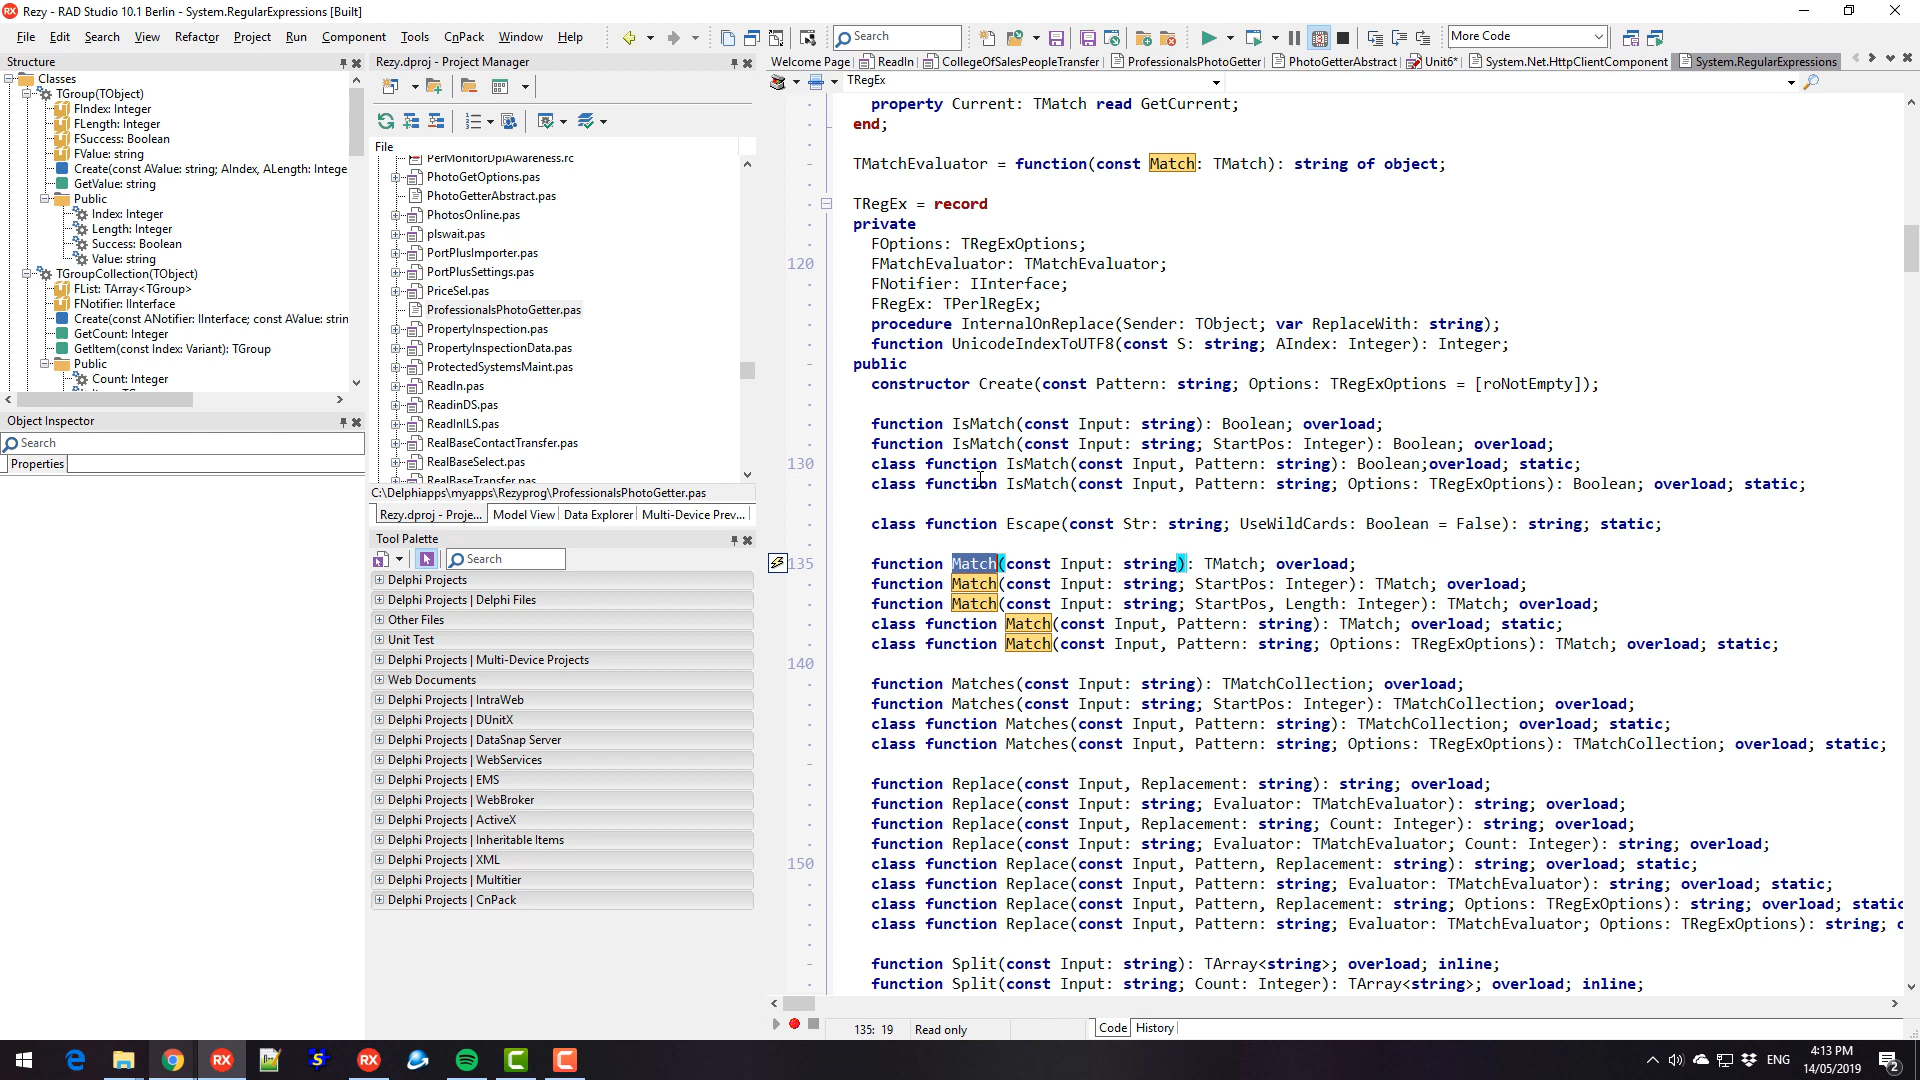 Rezy - RAD Studio 10.1 Berlin - System.RegularExpressions [Built]
File Edit Search View Refactor Project Run Component Tools CnPack Window Help
Search
More Code
Structure
Classes
TGroup(TObject)
FIndex: Integer
FLength: Integer
FSuccess: Boolean
FValue: string
Create(const AValue: string; AIndex, ALength: Intege
GetValue: string
Public
Index: Integer
Length: Integer
Success: Boolean
Value: string
TGroupCollection(TObject)
FList: TArray<TGroup>
FNotifier: IInterface
Create(const ANotifier: IInterface; const AValue: strin
GetCount: Integer
GetItem(const Index: Variant): TGroup
Public
Count: Integer
Object Inspector
Search
Properties
Rezy.dproj - Project Manager
File
PerMonitorDpiAwareness.rc
PhotoGetOptions.pas
PhotoGetterAbstract.pas
PhotosOnline.pas
plswait.pas
PortPlusImporter.pas
PortPlusSettings.pas
PriceSel.pas
ProfessionalsPhotoGetter.pas
PropertyInspection.pas
PropertyInspectionData.pas
ProtectedSystemsMaint.pas
ReadIn.pas
ReadinDS.pas
ReadInILS.pas
RealBaseContactTransfer.pas
RealBaseSelect.pas
RealBaseTransfer.pas
C:\Delphiapps\myapps\Rezyprog\ProfessionalsPhotoGetter.pas
Rezy.dproj - Proje... Model View Data Explorer Multi-Device Prev...
Tool Palette
Search
Delphi Projects
Delphi Projects | Delphi Files
Other Files
Unit Test
Delphi Projects | Multi-Device Projects
Web Documents
Delphi Projects | IntraWeb
Delphi Projects | DUnitX
Delphi Projects | DataSnap Server
Delphi Projects | WebServices
Delphi Projects | EMS
Delphi Projects | WebBroker
Delphi Projects | ActiveX
Delphi Projects | Inheritable Items
Delphi Projects | XML
Delphi Projects | Multitier
Delphi Projects | CnPack
Welcome Page ReadIn CollegeOfSalesPeopleTransfer ProfessionalsPhotoGetter PhotoGetterAbstract Unit6* System.Net.HttpClientComponent System.RegularExpressions
TRegEx
property Current: TMatch read GetCurrent;
end;
TMatchEvaluator = function(const Match: TMatch): string of object;
TRegEx = record
private
FOptions: TRegExOptions;
120 FMatchEvaluator: TMatchEvaluator;
FNotifier: IInterface;
FRegEx: TPerlRegEx;
procedure InternalOnReplace(Sender: TObject; var ReplaceWith: string);
function UnicodeIndexToUTF8(const S: string; AIndex: Integer): Integer;
public
constructor Create(const Pattern: string; Options: TRegExOptions = [roNotEmpty]);
function IsMatch(const Input: string): Boolean; overload;
function IsMatch(const Input: string; StartPos: Integer): Boolean; overload;
130 class function IsMatch(const Input, Pattern: string): Boolean;overload; static;
class function IsMatch(const Input, Pattern: string; Options: TRegExOptions): Boolean; overload; static;
class function Escape(const Str: string; UseWildCards: Boolean = False): string; static;
135 function Match(const Input: string): TMatch; overload;
function Match(const Input: string; StartPos: Integer): TMatch; overload;
function Match(const Input: string; StartPos, Length: Integer): TMatch; overload;
class function Match(const Input, Pattern: string): TMatch; overload; static;
class function Match(const Input, Pattern: string; Options: TRegExOptions): TMatch; overload; static;
140
function Matches(const Input: string): TMatchCollection; overload;
function Matches(const Input: string; StartPos: Integer): TMatchCollection; overload;
class function Matches(const Input, Pattern: string): TMatchCollection; overload; static;
class function Matches(const Input, Pattern: string; Options: TRegExOptions): TMatchCollection; overload; static;
function Replace(const Input, Replacement: string): string; overload;
function Replace(const Input: string; Evaluator: TMatchEvaluator): string; overload;
function Replace(const Input, Replacement: string; Count: Integer): string; overload;
function Replace(const Input: string; Evaluator: TMatchEvaluator; Count: Integer): string; overload;
150 class function Replace(const Input, Pattern, Replacement: string): string; overload; static;
class function Replace(const Input, Pattern: string; Evaluator: TMatchEvaluator): string; overload; static;
class function Replace(const Input, Pattern, Replacement: string; Options: TRegExOptions): string; overload; static
class function Replace(const Input, Pattern: string; Evaluator: TMatchEvaluator; Options: TRegExOptions): string; o
function Split(const Input: string): TArray<string>; overload; inline;
function Split(const Input: string; Count: Integer): TArray<string>; overload; inline;
135: 19 Read only Code History
ENG
4:13 PM
14/05/2019
2